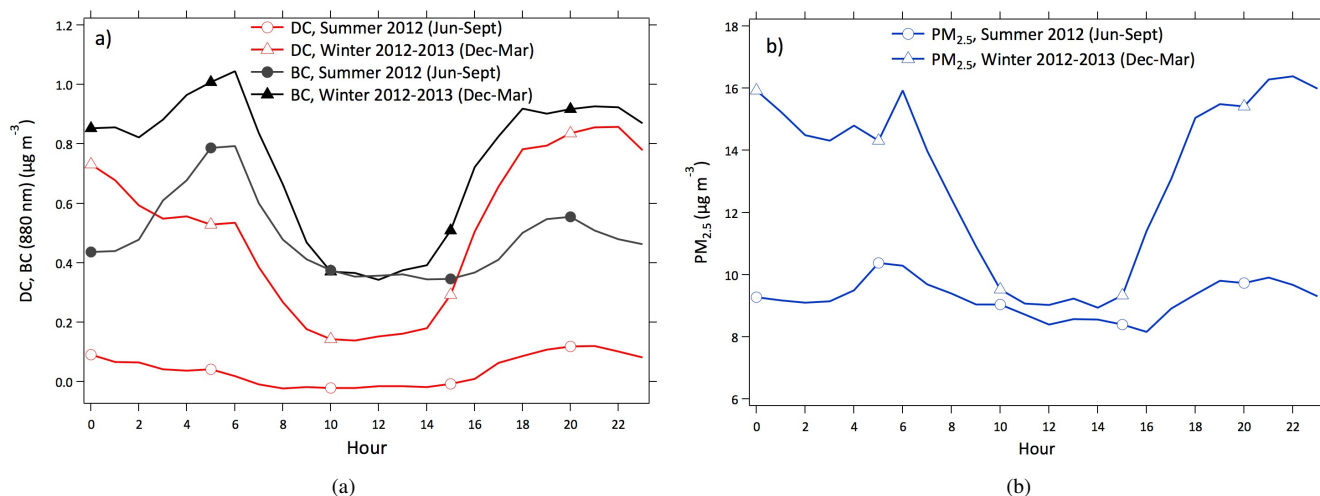 a)
DC, Summer 2012 (Jun-Sept)
DC, Winter 2012-2013 (Dec-Mar)
BC, Summer 2012 (Jun-Sept)
BC, Winter 2012-2013 (Dec-Mar)
DC, BC (880 nm) (µg m⁻³)
1.2
1.0
0.8
0.6
0.4
0.2
0.0
0 2 4 6 8 10 12 14 16 18 20 22
Hour
(a)
b)
PM₂.₅, Summer 2012 (Jun-Sept)
PM₂.₅, Winter 2012-2013 (Dec-Mar)
PM₂.₅ (µg m⁻³)
18
16
14
12
10
8
6
0 2 4 6 8 10 12 14 16 18 20 22
Hour
(b)